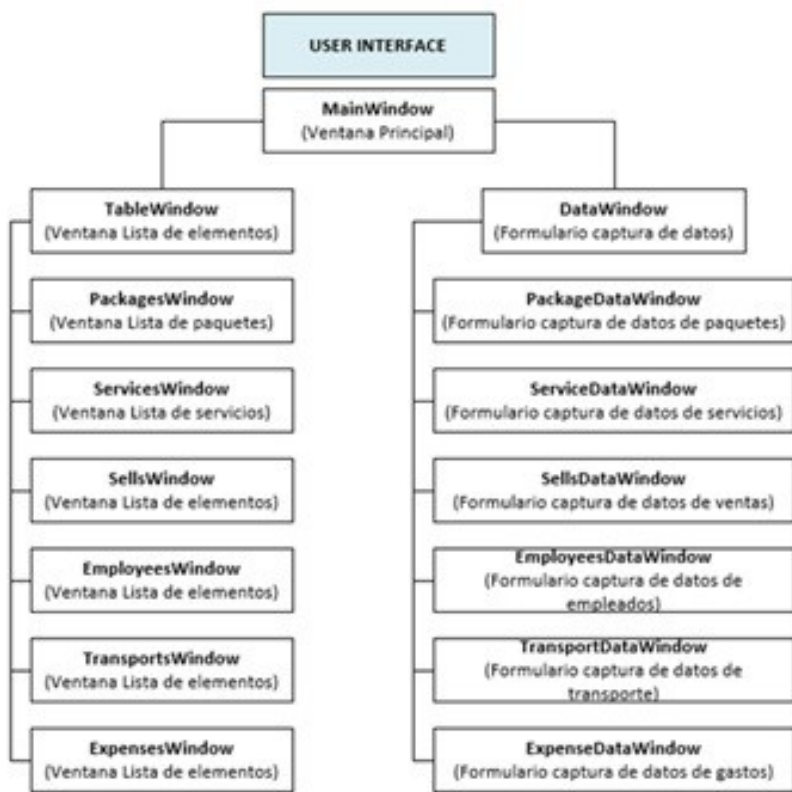 USER INTERFACE
MainWindow
(Ventana Principal)
TableWindow
(Ventana Lista de elementos)
PackagesWindow
(Ventana Lista de paquetes)
ServicesWindow
(Ventana Lista de servicios)
SellsWindow
(Ventana Lista de elementos)
EmployeesWindow
(Ventana Lista de elementos)
TransportsWindow
(Ventana Lista de elementos)
ExpensesWindow
(Ventana Lista de elementos)
DataWindow
(Formulario captura de datos)
PackageDataWindow
(Formulario captura de datos de paquetes)
ServiceDataWindow
(Formulario captura de datos de servicios)
SellsDataWindow
(Formulario captura de datos de ventas)
EmployeesDataWindow
(Formulario captura de datos de
empleados)
TransportDataWindow
(Formulario captura de datos de
transporte)
ExpenseDataWindow
(Formulario captura de datos de gastos)